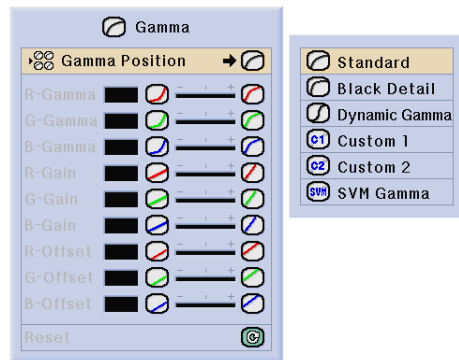 Gamma
Gamma Position
R-Gamma
G-Gamma
B-Gamma
R-Gain
G-Gain
B-Gain
R-Offset
G-Offset
B-Offset
Reset
Standard
Black Detail
Dynamic Gamma
C1 Custom 1
C2 Custom 2
SVM SVM Gamma